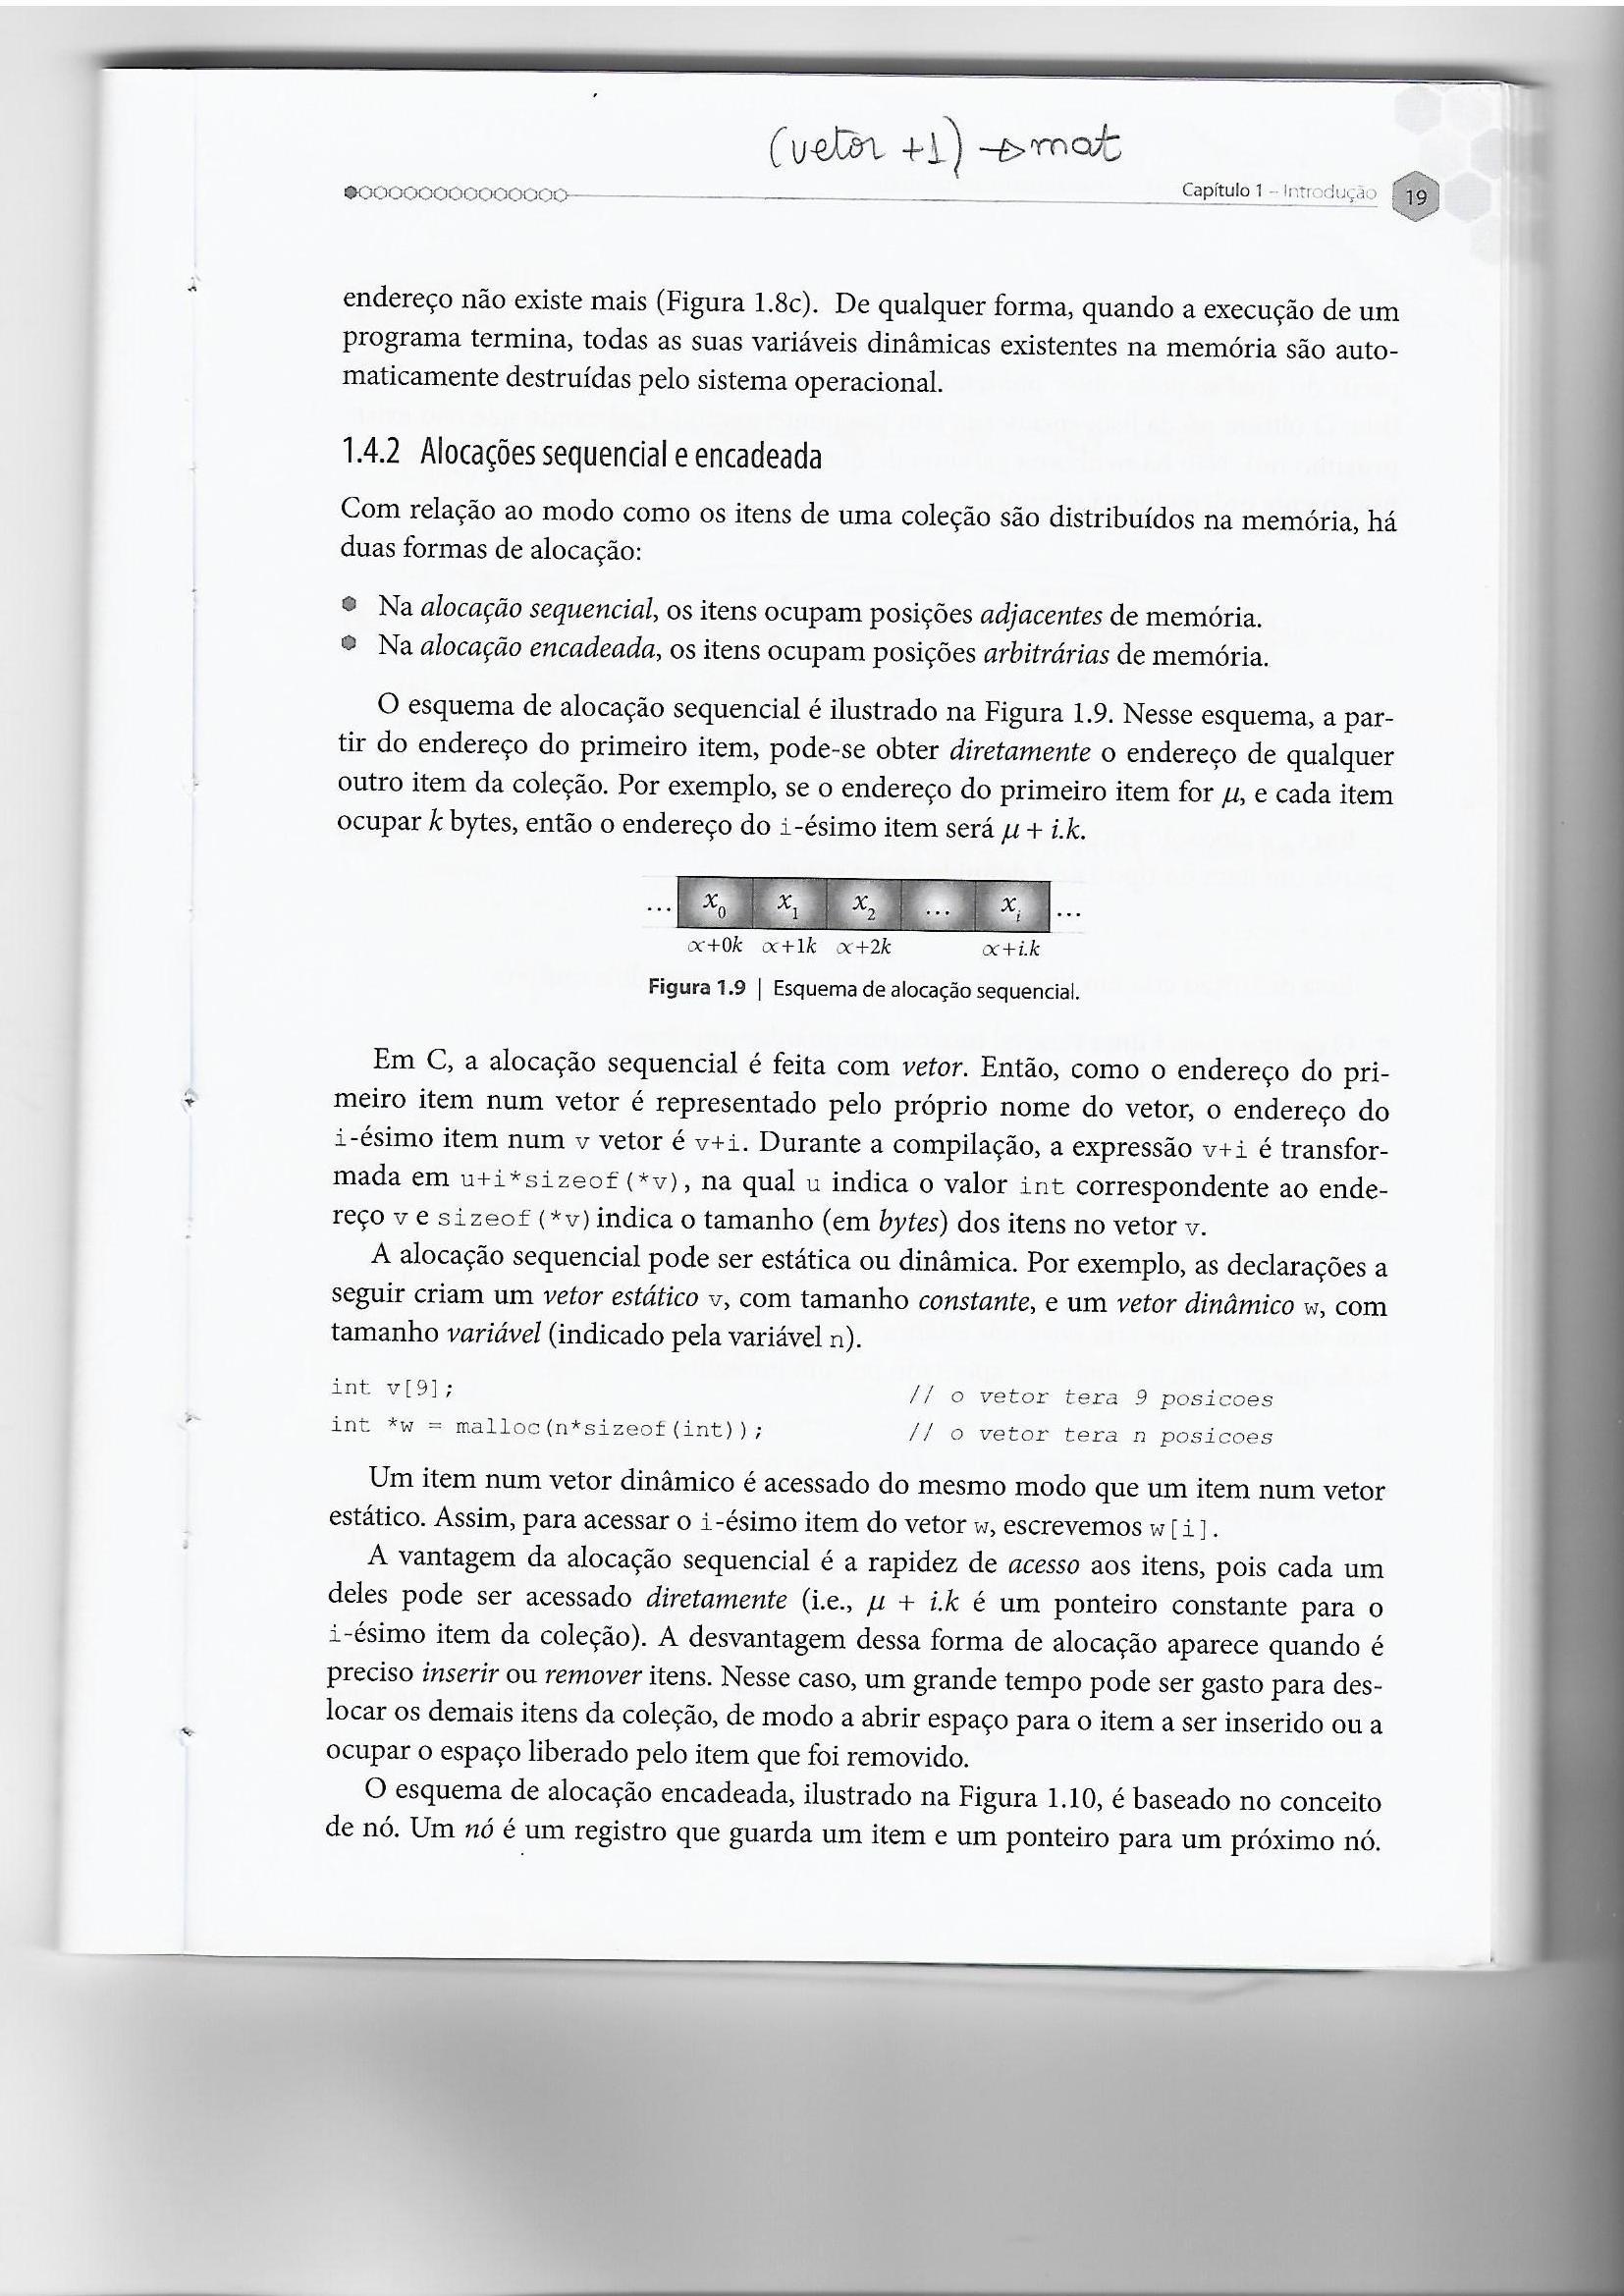 (vetor +1) → mat
Capítulo 1 – Introdução 19
endereço não existe mais (Figura 1.8c). De qualquer forma, quando a execução de um
programa termina, todas as suas variáveis dinâmicas existentes na memória são auto-
maticamente destruídas pelo sistema operacional.
1.4.2 Alocações sequencial e encadeada
Com relação ao modo como os itens de uma coleção são distribuídos na memória, há
duas formas de alocação:
• Na alocação sequencial, os itens ocupam posições adjacentes de memória.
• Na alocação encadeada, os itens ocupam posições arbitrárias de memória.
O esquema de alocação sequencial é ilustrado na Figura 1.9. Nesse esquema, a par-
tir do endereço do primeiro item, pode-se obter diretamente o endereço de qualquer
outro item da coleção. Por exemplo, se o endereço do primeiro item for μ, e cada item
ocupar k bytes, então o endereço do i-ésimo item será μ + i.k.
... x₀ x₁ x₂ ... xᵢ ...
∝+0k ∝+1k ∝+2k ∝+i.k
Figura 1.9 | Esquema de alocação sequencial.
Em C, a alocação sequencial é feita com vetor. Então, como o endereço do pri-
meiro item num vetor é representado pelo próprio nome do vetor, o endereço do
i-ésimo item num v vetor é v+i. Durante a compilação, a expressão v+i é transfor-
mada em u+i*sizeof(*v), na qual u indica o valor int correspondente ao ende-
reço v e sizeof(*v) indica o tamanho (em bytes) dos itens no vetor v.
A alocação sequencial pode ser estática ou dinâmica. Por exemplo, as declarações a
seguir criam um vetor estático v, com tamanho constante, e um vetor dinâmico w, com
tamanho variável (indicado pela variável n).
int v[9]; // o vetor tera 9 posicoes
int *w = malloc(n*sizeof(int)); // o vetor tera n posicoes
Um item num vetor dinâmico é acessado do mesmo modo que um item num vetor
estático. Assim, para acessar o i-ésimo item do vetor w, escrevemos w[i].
A vantagem da alocação sequencial é a rapidez de acesso aos itens, pois cada um
deles pode ser acessado diretamente (i.e., μ + i.k é um ponteiro constante para o
i-ésimo item da coleção). A desvantagem dessa forma de alocação aparece quando é
preciso inserir ou remover itens. Nesse caso, um grande tempo pode ser gasto para des-
locar os demais itens da coleção, de modo a abrir espaço para o item a ser inserido ou a
ocupar o espaço liberado pelo item que foi removido.
O esquema de alocação encadeada, ilustrado na Figura 1.10, é baseado no conceito
de nó. Um nó é um registro que guarda um item e um ponteiro para um próximo nó.